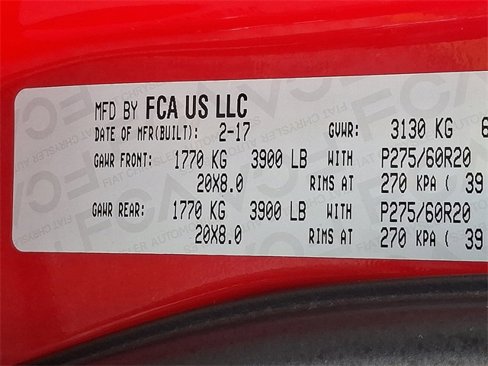 MFD BY FCA US LLC
DATE OF MFR(BUILT): 2-17 GVWR: 3130 KG 6
GAWR FRONT: 1770 KG 3900 LB WITH P275/60R20
20X8.0 RIMS AT 270 KPA ( 39
GAWR REAR: 1770 KG 3900 LB WITH P275/60R20
20X8.0 RIMS AT 270 KPA ( 39